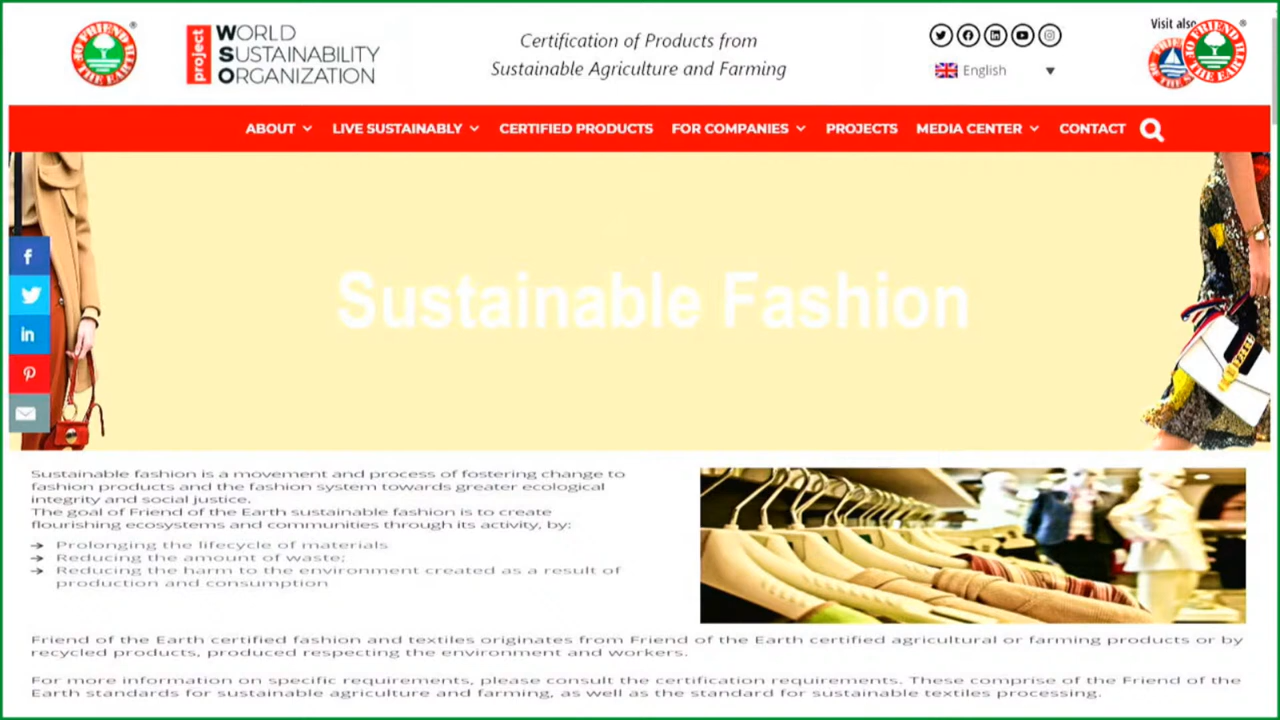 FRIEND OF THE EARTH
®
project
WORLD
SUSTAINABILITY
ORGANIZATION
Certification of Products from
Sustainable Agriculture and Farming
English
Visit also
®
ABOUT
LIVE SUSTAINABLY
CERTIFIED PRODUCTS
FOR COMPANIES
PROJECTS
MEDIA CENTER
CONTACT
Sustainable Fashion
Sustainable fashion is a movement and process of fostering change to
fashion products and the fashion system towards greater ecological
integrity and social justice.
The goal of Friend of the Earth sustainable fashion is to create
flourishing ecosystems and communities through its activity, by:
→ Prolonging the lifecycle of materials
→ Reducing the amount of waste;
→ Reducing the harm to the environment created as a result of
production and consumption
Friend of the Earth certified fashion and textiles originates from Friend of the Earth certified agricultural or farming products or by
recycled products, produced respecting the environment and workers.
For more information on specific requirements, please consult the certification requirements. These comprise of the Friend of the
Earth standards for sustainable agriculture and farming, as well as the standard for sustainable textiles processing.